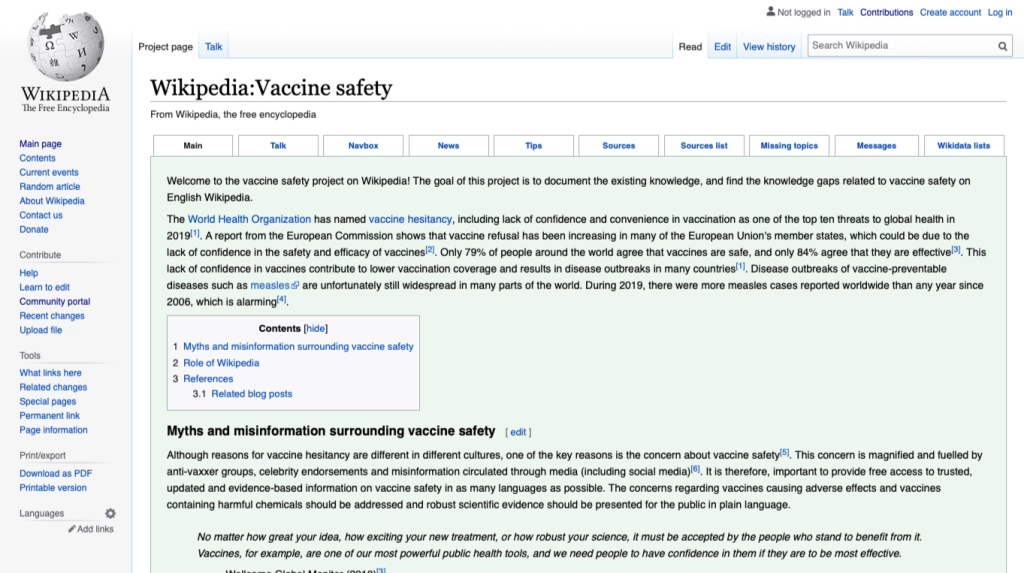 Not logged in Talk Contributions Create account Log in
Project page Talk Read Edit View history Search Wikipedia
WIKIPEDIA
The Free Encyclopedia
Main page
Contents
Current events
Random article
About Wikipedia
Contact us
Donate
Contribute
Help
Learn to edit
Community portal
Recent changes
Upload file
Tools
What links here
Related changes
Special pages
Permanent link
Page information
Print/export
Download as PDF
Printable version
Languages
Add links
Wikipedia:Vaccine safety
From Wikipedia, the free encyclopedia
Main Talk Navbox News Tips Sources Sources list Missing topics Messages Wikidata lists
Welcome to the vaccine safety project on Wikipedia! The goal of this project is to document the existing knowledge, and find the knowledge gaps related to vaccine safety on
English Wikipedia.
The World Health Organization has named vaccine hesitancy, including lack of confidence and convenience in vaccination as one of the top ten threats to global health in
2019[1]. A report from the European Commission shows that vaccine refusal has been increasing in many of the European Union's member states, which could be due to the
lack of confidence in the safety and efficacy of vaccines[2]. Only 79% of people around the world agree that vaccines are safe, and only 84% agree that they are effective[3]. This
lack of confidence in vaccines contribute to lower vaccination coverage and results in disease outbreaks in many countries[1]. Disease outbreaks of vaccine-preventable
diseases such as measles are unfortunately still widespread in many parts of the world. During 2019, there were more measles cases reported worldwide than any year since
2006, which is alarming[4].
Contents [hide]
1 Myths and misinformation surrounding vaccine safety
2 Role of Wikipedia
3 References
3.1 Related blog posts
Myths and misinformation surrounding vaccine safety [ edit ]
Although reasons for vaccine hesitancy are different in different cultures, one of the key reasons is the concern about vaccine safety[5]. This concern is magnified and fuelled by
anti-vaxxer groups, celebrity endorsements and misinformation circulated through media (including social media)[6]. It is therefore, important to provide free access to trusted,
updated and evidence-based information on vaccine safety in as many languages as possible. The concerns regarding vaccines causing adverse effects and vaccines
containing harmful chemicals should be addressed and robust scientific evidence should be presented for the public in plain language.
No matter how great your idea, how exciting your new treatment, or how robust your science, it must be accepted by the people who stand to benefit from it.
Vaccines, for example, are one of our most powerful public health tools, and we need people to have confidence in them if they are to be most effective.